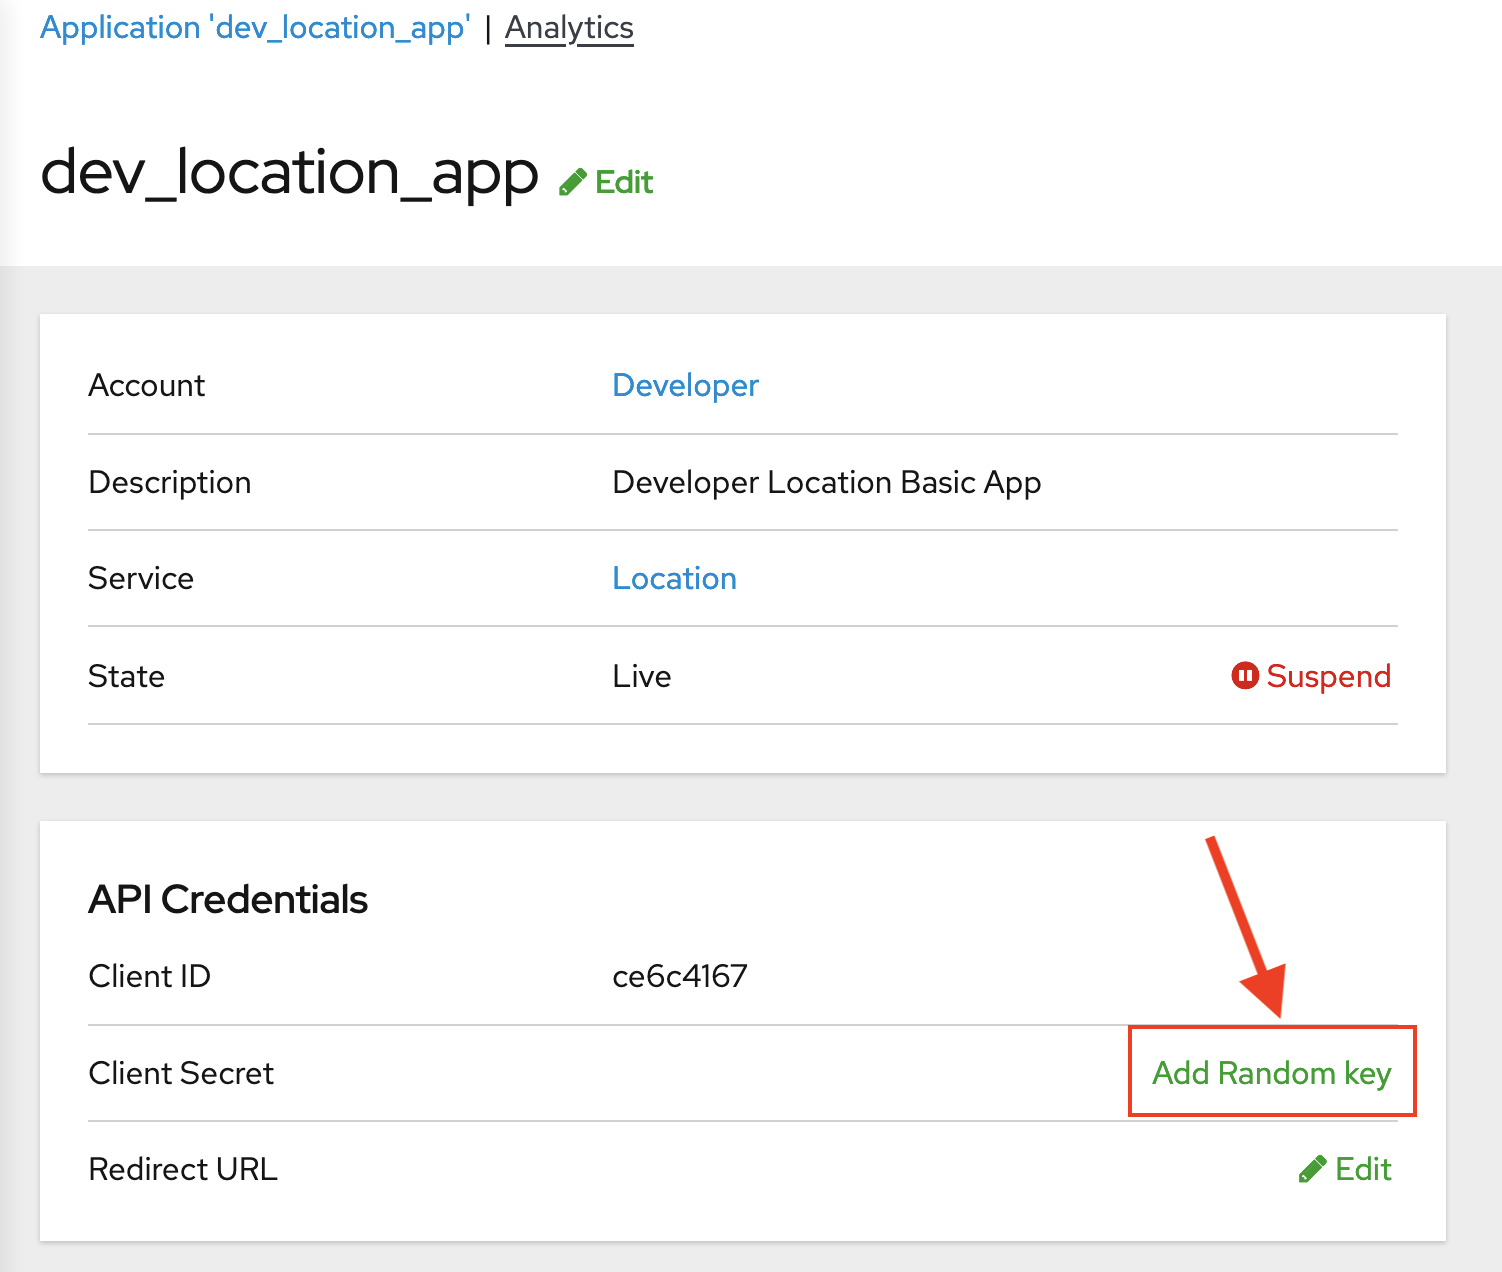 Application 'dev_location_app' | Analytics
dev_location_app Edit
Account Developer
Description Developer Location Basic App
Service Location
State Live Suspend
API Credentials
Client ID ce6c4167
Client Secret Add Random key
Redirect URL Edit